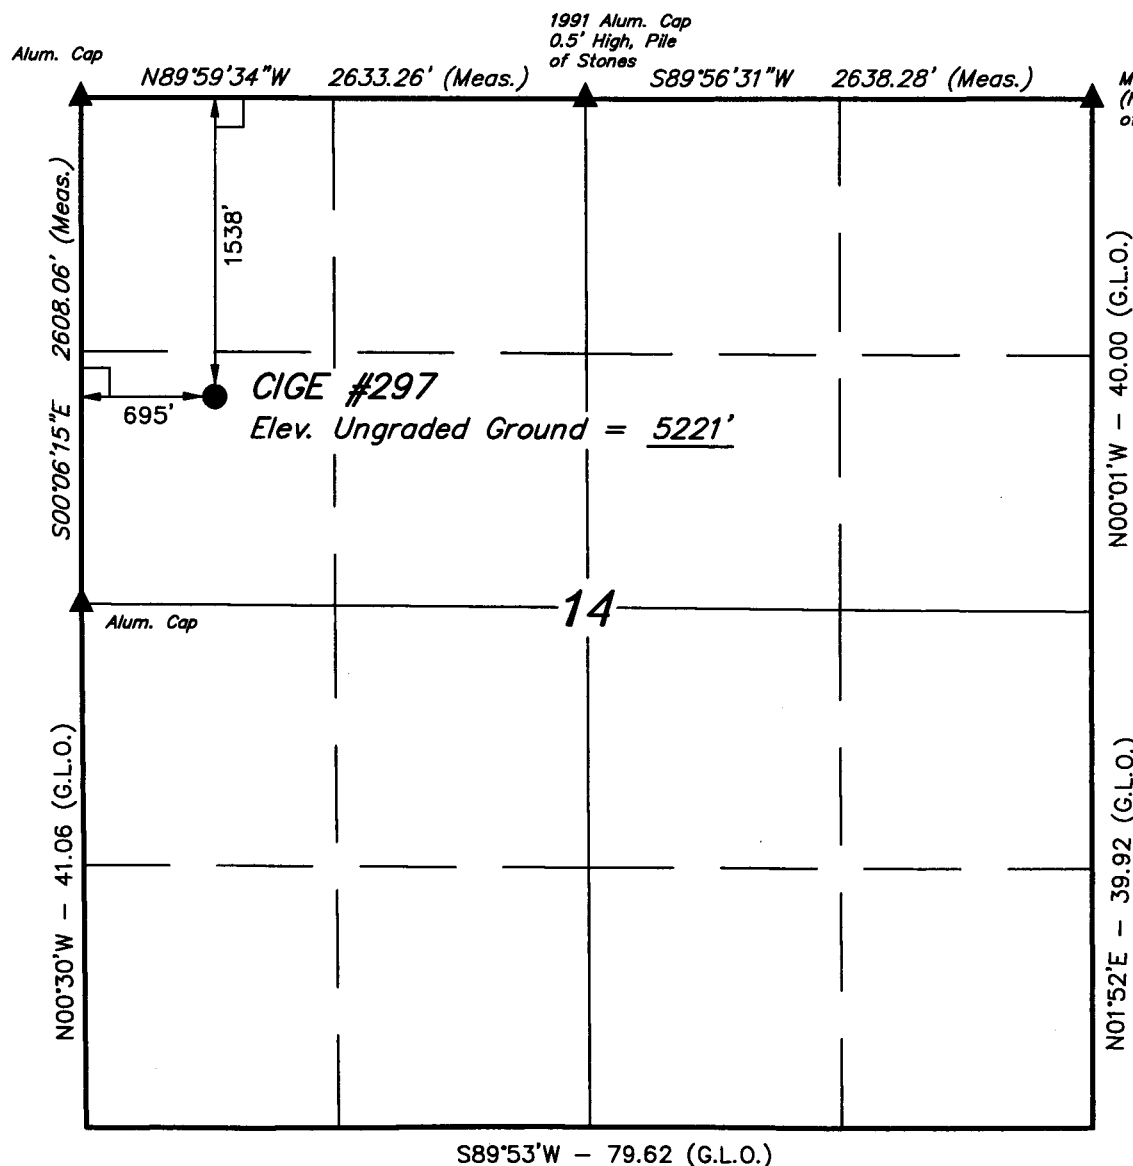 1991 Alum. Cap
0.5' High, Pile
of Stones
Alum. Cap
N89°59'34"W 2633.26' (Meas.)
S89°56'31"W 2638.28' (Meas.)
S00°06'15"E 2608.06' (Meas.)
1538'
N00°01'W - 40.00 (G.L.O.)
695'
CIGE #297
Elev. Ungraded Ground = 5221'
14
Alum. Cap
N00°30'W - 41.06 (G.L.O.)
N01°52'E - 39.92 (G.L.O.)
S89°53'W - 79.62 (G.L.O.)